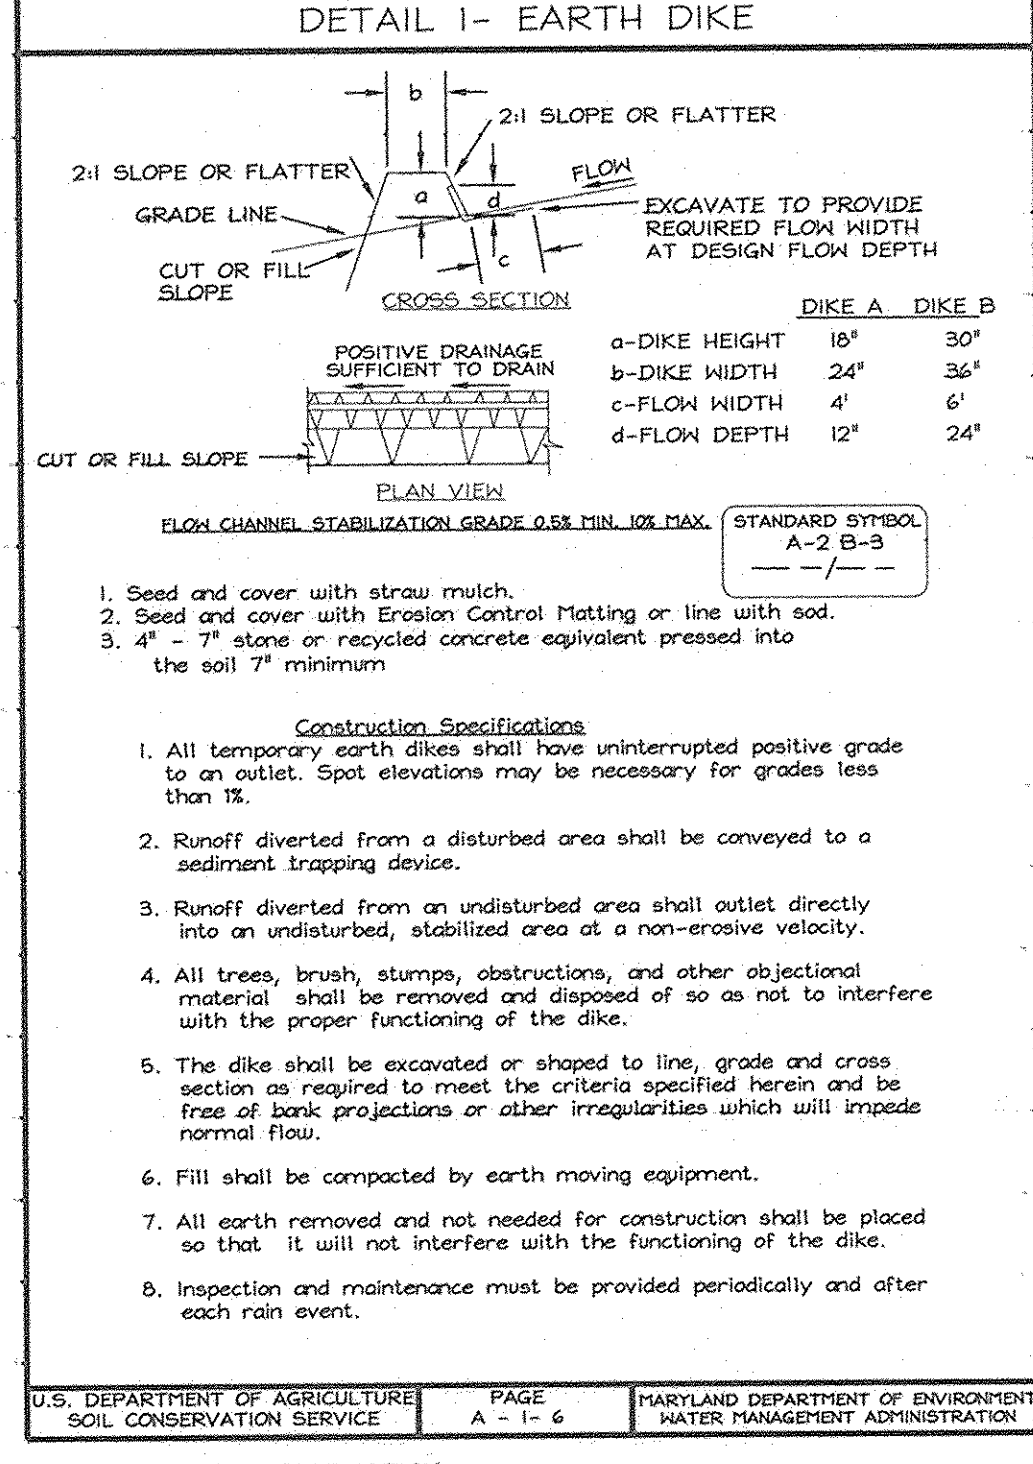 DETAIL 1- EARTH DIKE
b
2:1 SLOPE OR FLATTER
2:1 SLOPE OR FLATTER
FLOW
a
d
GRADE LINE
EXCAVATE TO PROVIDE
REQUIRED FLOW WIDTH
AT DESIGN FLOW DEPTH
c
CUT OR FILL
SLOPE
CROSS SECTION
DIKE A DIKE B
a-DIKE HEIGHT 18" 30"
b-DIKE WIDTH 24" 36"
c-FLOW WIDTH 4' 6'
d-FLOW DEPTH 12" 24"
POSITIVE DRAINAGE
SUFFICIENT TO DRAIN
CUT OR FILL SLOPE
PLAN VIEW
FLOW CHANNEL STABILIZATION GRADE 0.5% MIN. 10% MAX.
STANDARD SYMBOL
A-2 B-3
— — -/— —
1. Seed and cover with straw mulch.
2. Seed and cover with Erosion Control Matting or line with sod.
3. 4" - 7" stone or recycled concrete equivalent pressed into
the soil 7" minimum
Construction Specifications
1. All temporary earth dikes shall have uninterrupted positive grade
to an outlet. Spot elevations may be necessary for grades less
than 1%.
2. Runoff diverted from a disturbed area shall be conveyed to a
sediment trapping device.
3. Runoff diverted from an undisturbed area shall outlet directly
into an undisturbed, stabilized area at a non-erosive velocity.
4. All trees, brush, stumps, obstructions, and other objectional
material shall be removed and disposed of so as not to interfere
with the proper functioning of the dike.
5. The dike shall be excavated or shaped to line, grade and cross
section as required to meet the criteria specified herein and be
free of bank projections or other irregularities which will impede
normal flow.
6. Fill shall be compacted by earth moving equipment.
7. All earth removed and not needed for construction shall be placed
so that it will not interfere with the functioning of the dike.
8. Inspection and maintenance must be provided periodically and after
each rain event.
U.S. DEPARTMENT OF AGRICULTURE
SOIL CONSERVATION SERVICE
PAGE
A - 1- 6
MARYLAND DEPARTMENT OF ENVIRONMENT
WATER MANAGEMENT ADMINISTRATION